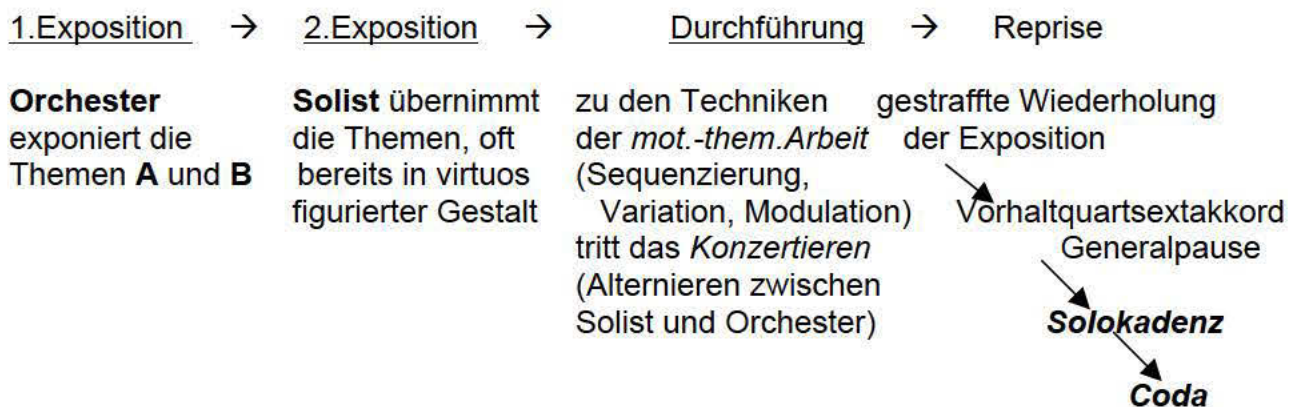 1.Exposition → 2.Exposition → Durchführung → Reprise
Orchester
exponiert die
Themen A und B
Solist übernimmt
die Themen, oft
bereits in virtuos
figurierter Gestalt
zu den Techniken
der mot.-them.Arbeit
(Sequenzierung,
Variation, Modulation)
tritt das Konzertieren
(Alternieren zwischen
Solist und Orchester)
gestraffte Wiederholung
der Exposition
Vorhaltquartsextakkord
Generalpause
Solokadenz
Coda